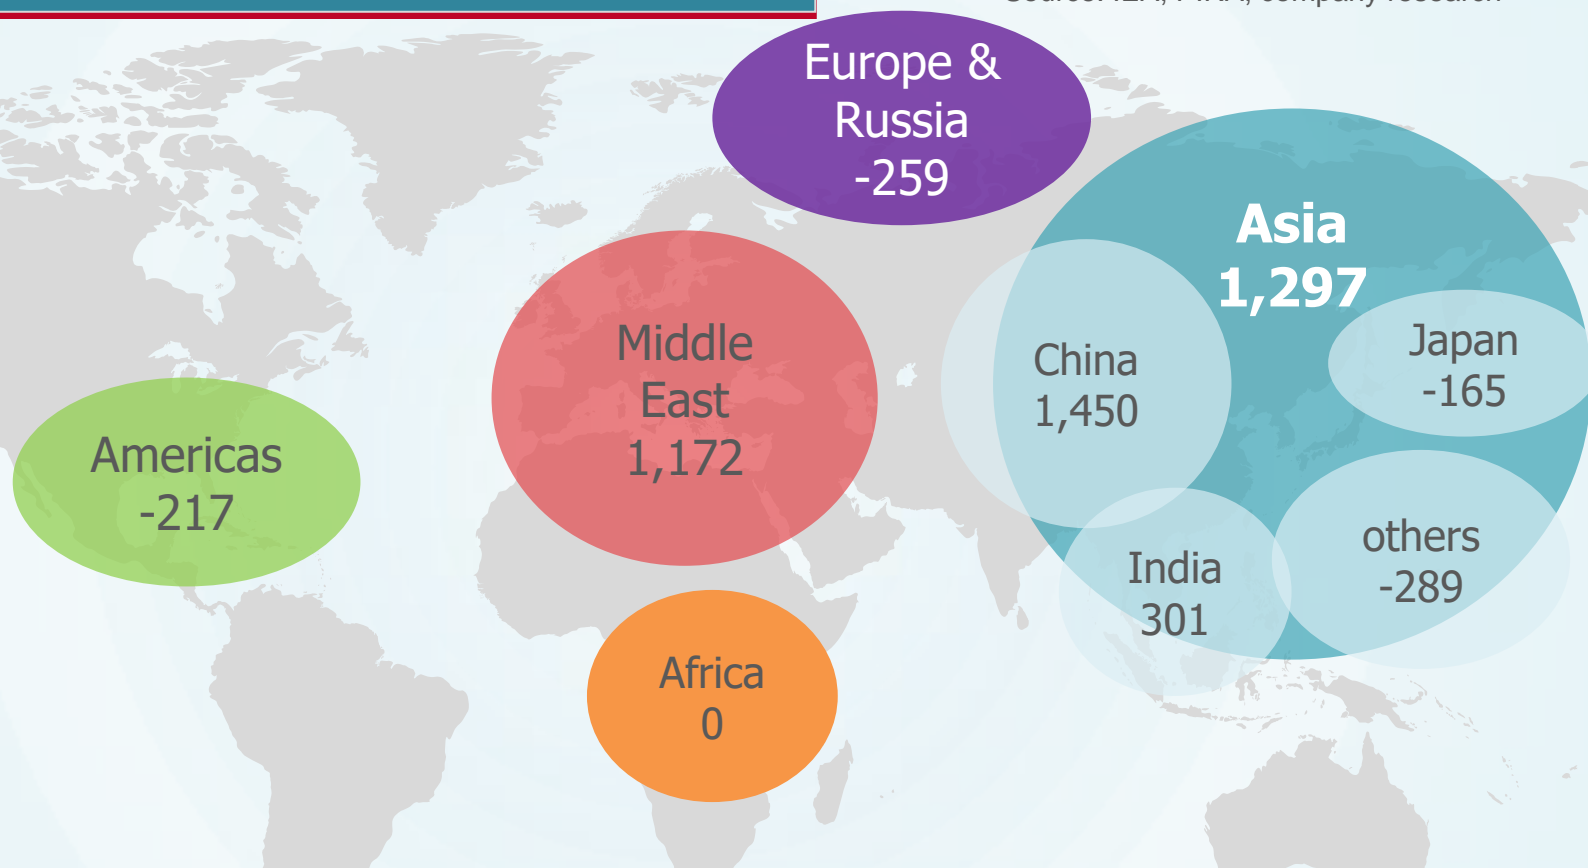 Europe &
Russia
-259
Asia
1,297
Middle
East
1,172
China
1,450
Japan
-165
Americas
-217
India
301
others
-289
Africa
0